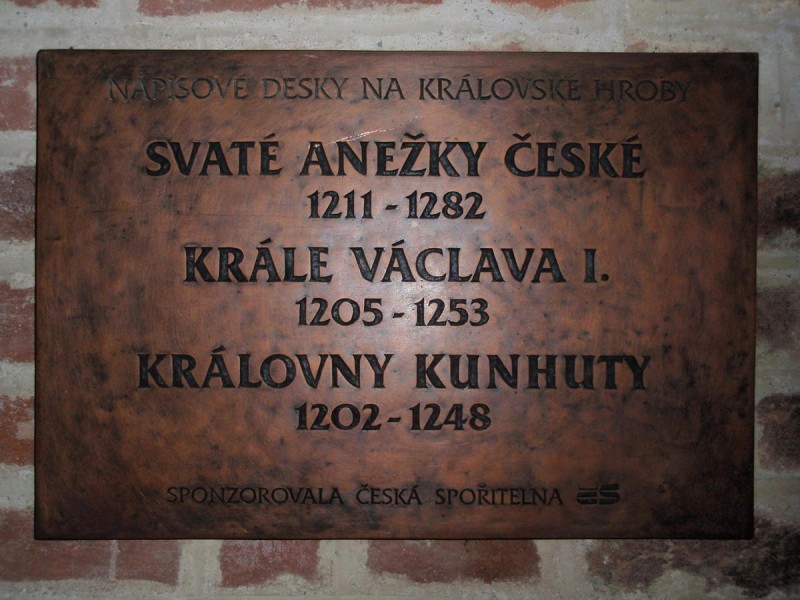 NÁPISOVÉ DESKY NA KRÁLOVSKÉ HROBY
SVATÉ ANEŽKY ČESKÉ
1211 - 1282
KRÁLE VÁCLAVA I.
1205 - 1253
KRÁLOVNY KUNHUTY
1202 - 1248
SPONZOROVALA ČESKÁ SPOŘITELNA ČS